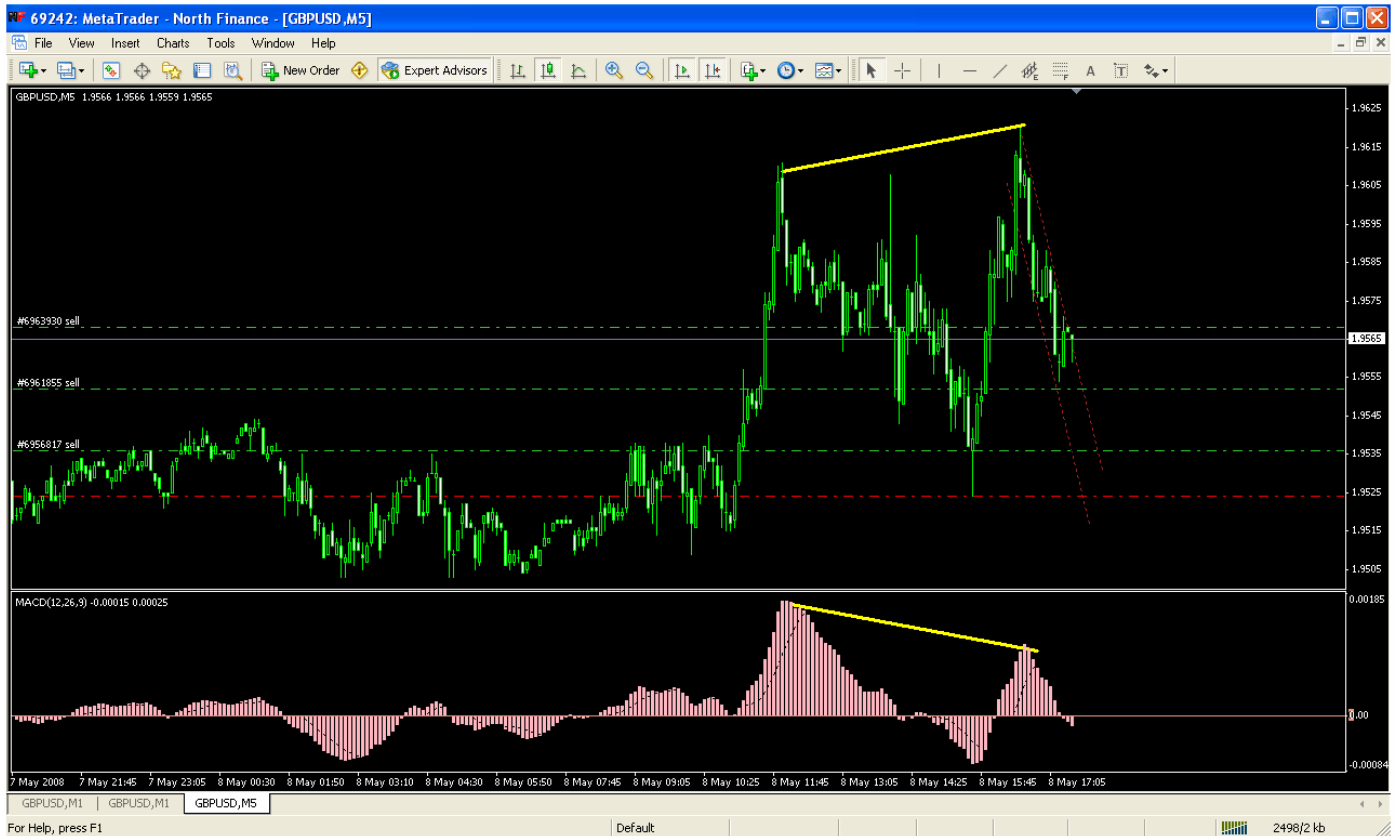 69242: MetaTrader - North Finance - [GBPUSD,M5]
File View Insert Charts Tools Window Help
New Order Expert Advisors E F A T
GBPUSD,M5 1.9566 1.9566 1.9559 1.9565
1.9625
1.9615
1.9605
1.9595
1.9585
1.9575
#6963930 sell
1.9565
#6961855 sell
1.9555
1.9545
#6956817 sell
1.9535
1.9525
1.9515
1.9505
MACD(12,26,9) -0.00015 0.00025
0.00185
0.00
-0.00084
7 May 2008 7 May 21:45 7 May 23:05 8 May 00:30 8 May 01:50 8 May 03:10 8 May 04:30 8 May 05:50 8 May 07:45 8 May 09:05 8 May 10:25 8 May 11:45 8 May 13:05 8 May 14:25 8 May 15:45 8 May 17:05
GBPUSD,M1 GBPUSD,M1 GBPUSD,M5
For Help, press F1 Default 2498/2 kb